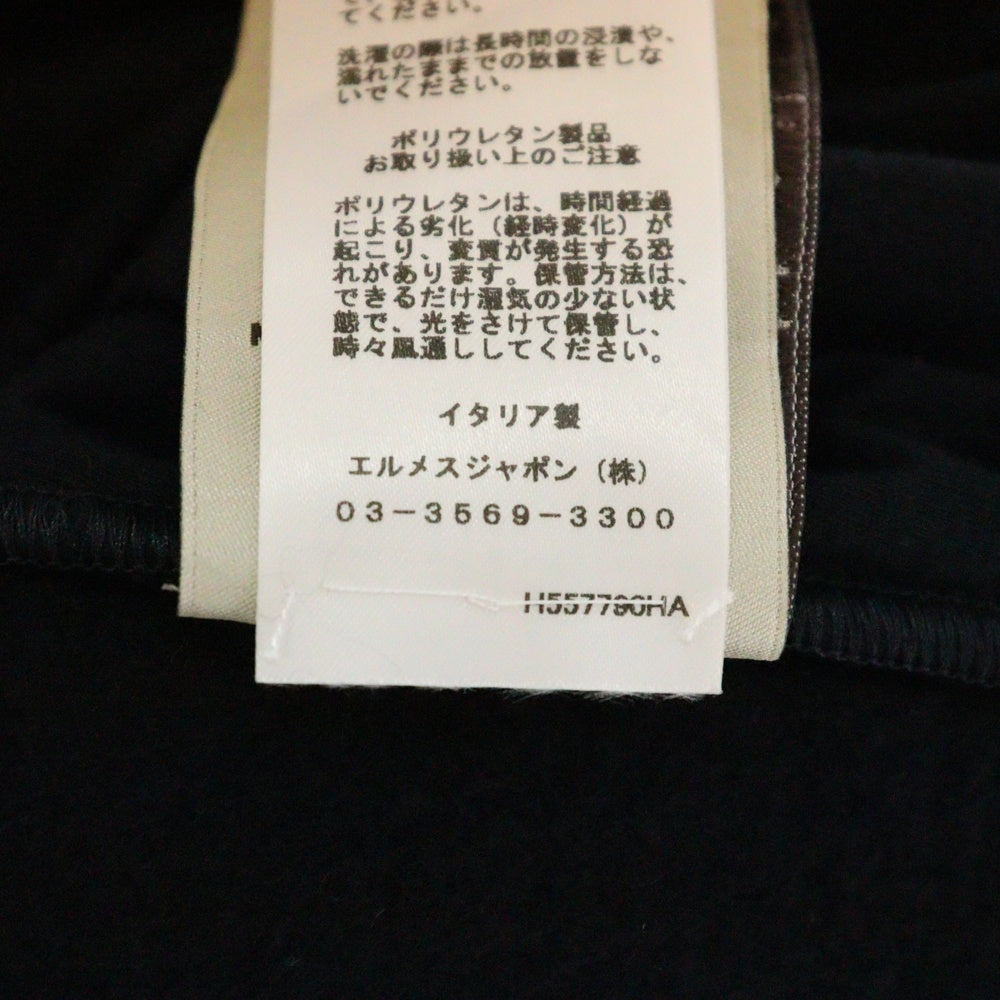 てください。
洗濯の際は長時間の浸漬や、
濡れたままでの放置をしな
いでください。
ポリウレタン製品
お取り扱い上のご注意
ポリウレタンは、時間経過
による劣化（経時変化）が
起こり、変質が発生する恐
れがあります。保管方法は、
できるだけ湿気の少ない状
態で、光をさけて保管し、
時々風通ししてください。
イタリア製
エルメスジャポン（株）
03-3569-3300
H557790HA